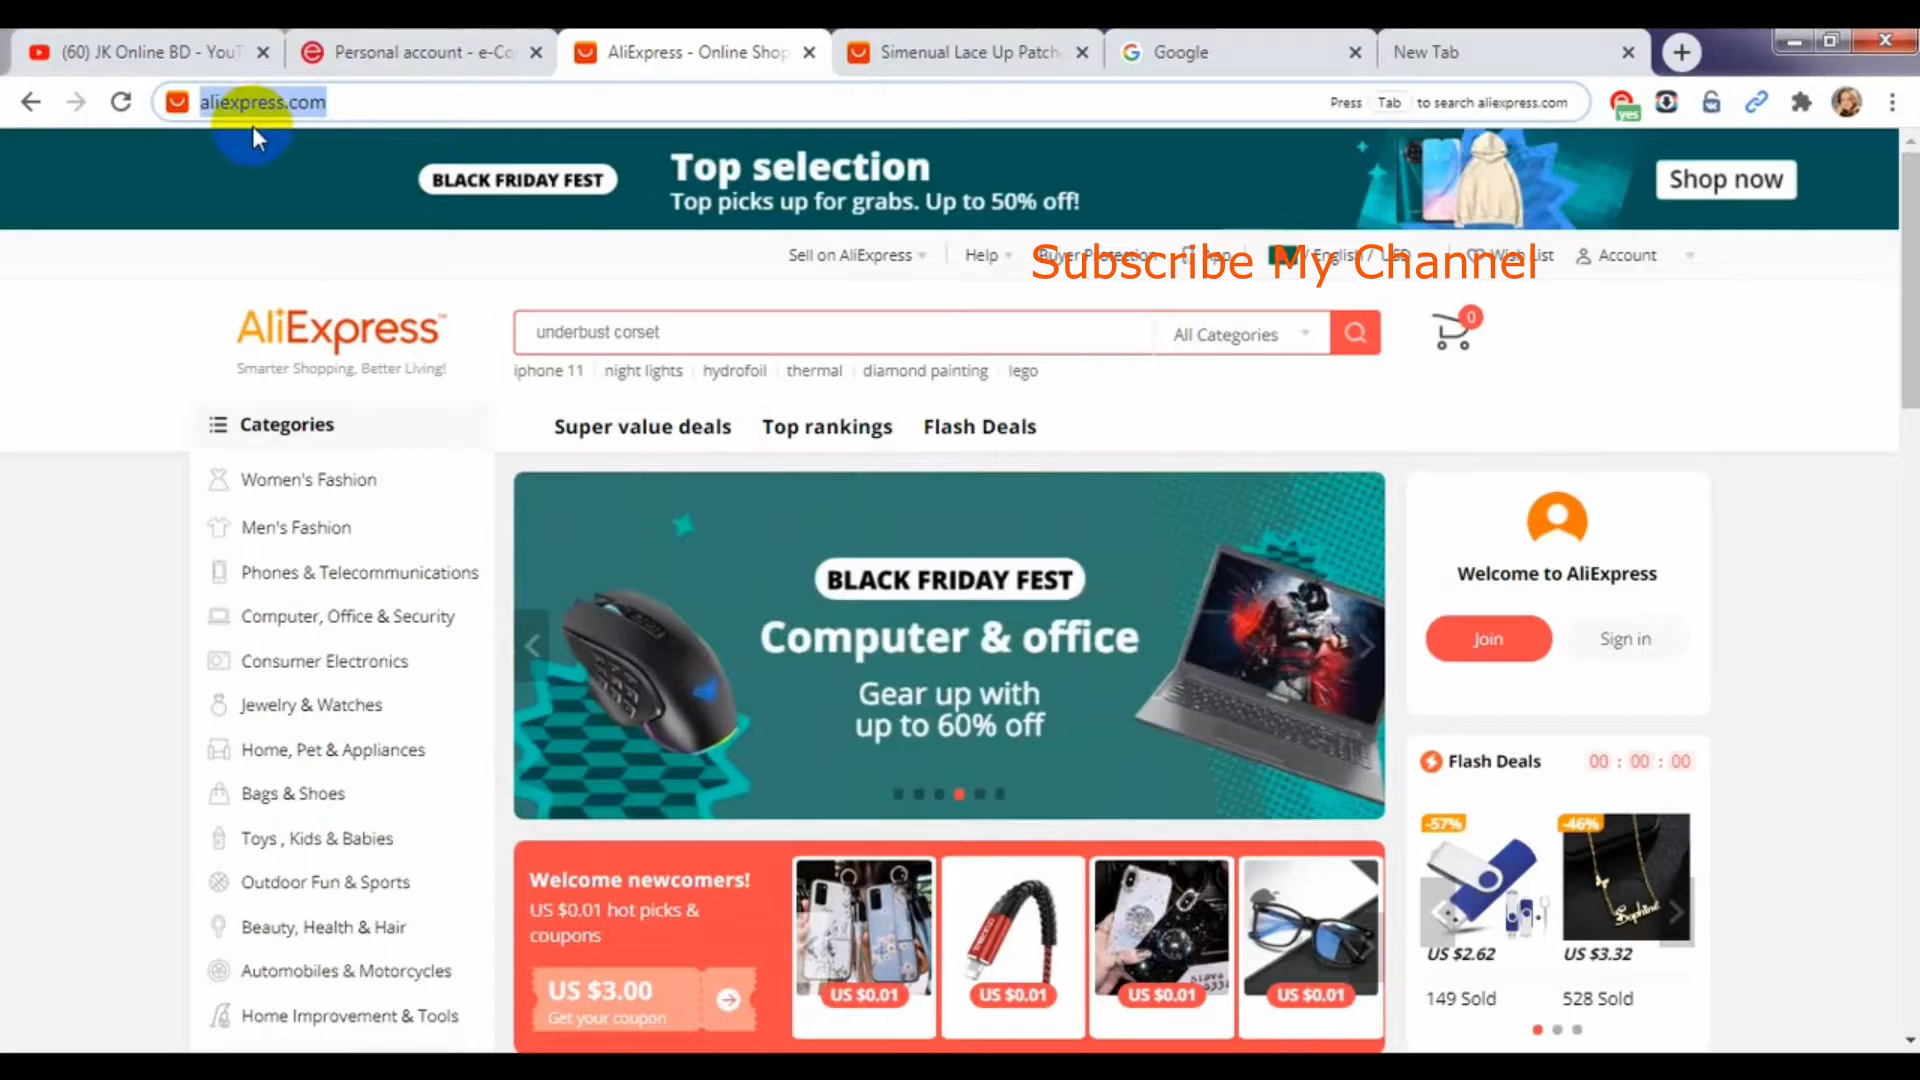 (60) JK Online BD - YouT
Personal account - e-Co
AliExpress - Online Shop
Simenual Lace Up Patch
Google
New Tab
aliexpress.com
Press Tab to search aliexpress.com
yes
BLACK FRIDAY FEST
Top selection
Top picks up for grabs. Up to 50% off!
Shop now
Sell on AliExpress
Help
Buyer Protection
App
/ English / USD
Wish List
Account
Subscribe My Channel
AliExpress™
Smarter Shopping, Better Living!
underbust corset
All Categories
0
iphone 11
night lights
hydrofoil
thermal
diamond painting
lego
Categories
Super value deals
Top rankings
Flash Deals
Women's Fashion
Men's Fashion
Phones & Telecommunications
Computer, Office & Security
Consumer Electronics
Jewelry & Watches
Home, Pet & Appliances
Bags & Shoes
Toys , Kids & Babies
Outdoor Fun & Sports
Beauty, Health & Hair
Automobiles & Motorcycles
Home Improvement & Tools
BLACK FRIDAY FEST
Computer & office
Gear up with
up to 60% off
Welcome to AliExpress
Join
Sign in
Flash Deals
00 : 00 : 00
-57%
-46%
Sophine
US $2.62
US $3.32
149 Sold
528 Sold
Welcome newcomers!
US $0.01 hot picks &
coupons
US $3.00
Get your coupon
US $0.01
US $0.01
US $0.01
US $0.01